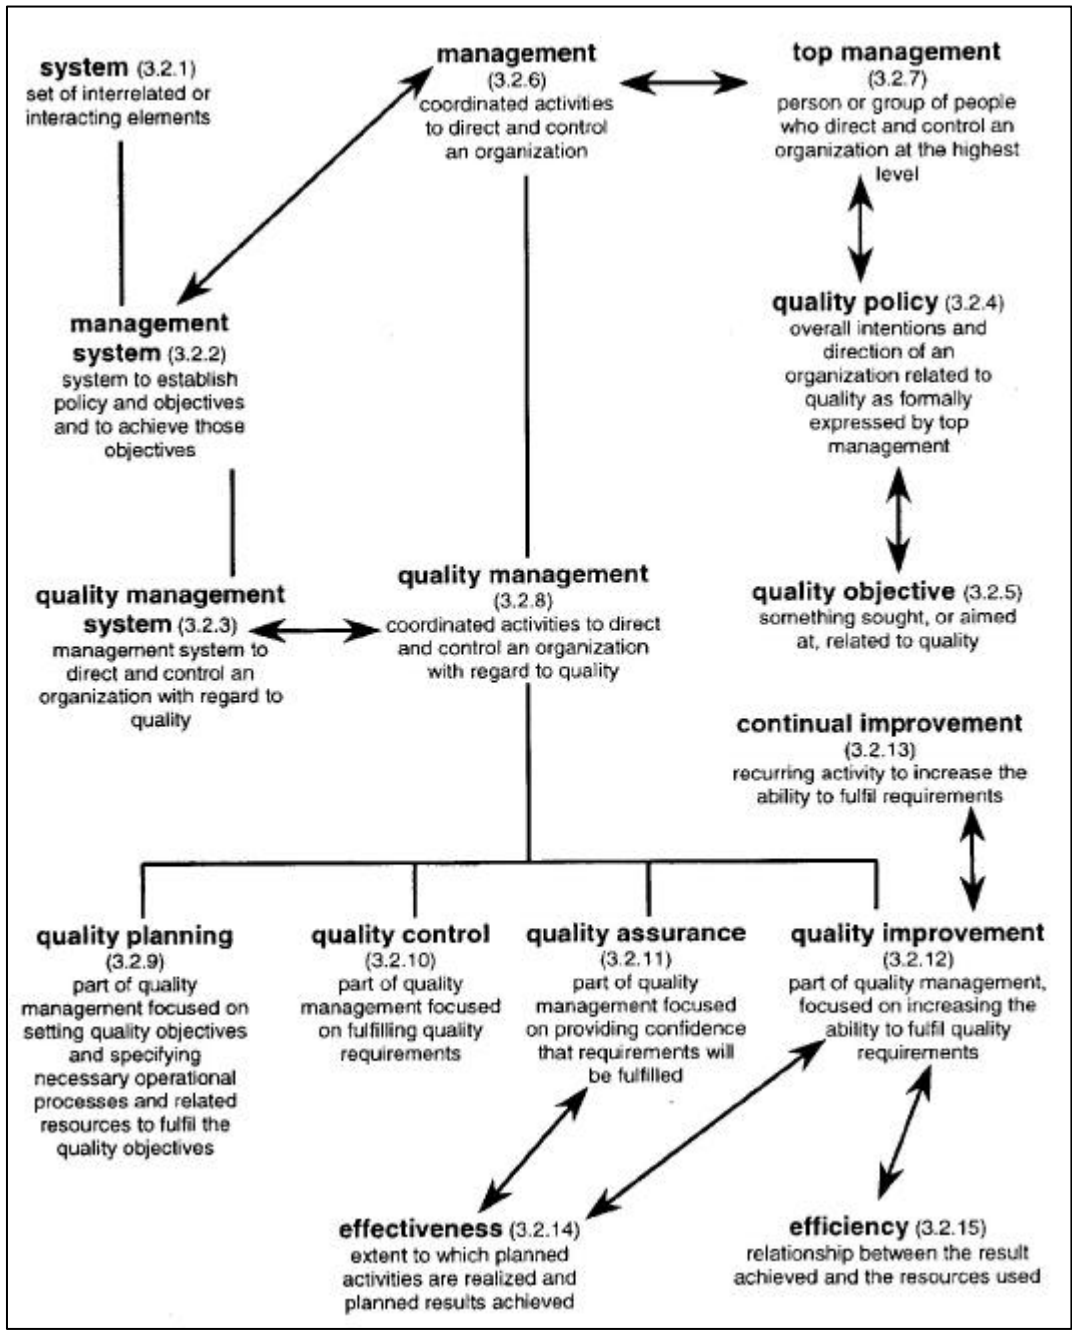 system (3.2.1)
set of interrelated or
interacting elements
management
(3.2.6)
coordinated activities
to direct and control
an organization
top management
(3.2.7)
person or group of people
who direct and control an
organization at the highest
level
management
system (3.2.2)
system to establish
policy and objectives
and to achieve those
objectives
quality policy (3.2.4)
overall intentions and
direction of an
organization related to
quality as formally
expressed by top
management
quality management
system (3.2.3)
management system to
direct and control an
organization with regard to
quality
quality management
(3.2.8)
coordinated activities to direct
and control an organization
with regard to quality
quality objective (3.2.5)
something sought, or aimed
at, related to quality
continual improvement
(3.2.13)
recurring activity to increase the
ability to fulfil requirements
quality planning
(3.2.9)
part of quality
management focused on
setting quality objectives
and specifying
necessary operational
processes and related
resources to fulfil the
quality objectives
quality control
(3.2.10)
part of quality
management focused
on fulfilling quality
requirements
quality assurance
(3.2.11)
part of quality
management focused
on providing confidence
that requirements will
be fulfilled
quality improvement
(3.2.12)
part of quality management,
focused on increasing the
ability to fulfil quality
requirements
effectiveness (3.2.14)
extent to which planned
activities are realized and
planned results achieved
efficiency (3.2.15)
relationship between the result
achieved and the resources used